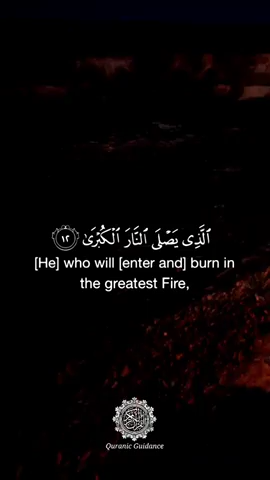 ٱلَّذِى يَصْلَى ٱلنَّارَ ٱلْكُبْرَىٰ ١٢
[He] who will [enter and] burn in
the greatest Fire,
Quranic Guidance